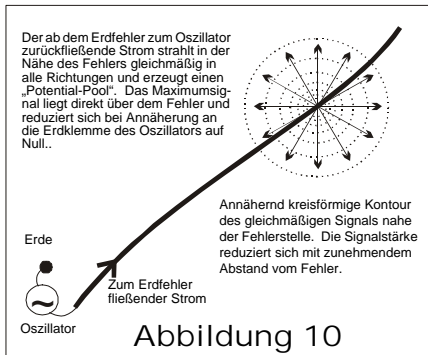 Der ab dem Erdfehler zum Oszillator
zurückfließende Strom strahlt in der
Nähe des Fehlers gleichmäßig in
alle Richtungen und erzeugt einen
„Potential-Pool“. Das Maximumsig-
nal liegt direkt über dem Fehler und
reduziert sich bei Annäherung an
die Erdklemme des Oszillators auf
Null..
Annähernd kreisförmige Kontour
des gleichmäßigen Signals nahe
der Fehlerstelle. Die Signalstärke
reduziert sich mit zunehmendem
Abstand vom Fehler.
Erde
Zum Erdfehler
fließender Strom
Oszillator
Abbildung 10